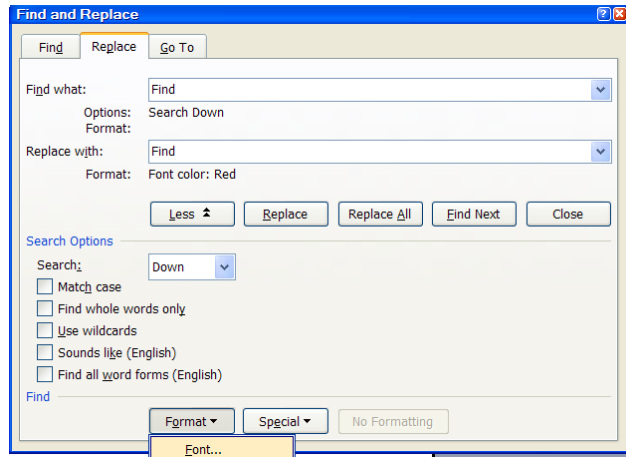 Find and Replace
Find Replace Go To
Find what: Find
Options: Search Down
Format:
Replace with: Find
Format: Font color: Red
Less Replace Replace All Find Next Close
Search Options
Search: Down
Match case
Find whole words only
Use wildcards
Sounds like (English)
Find all word forms (English)
Find
Format Special No Formatting
Font...